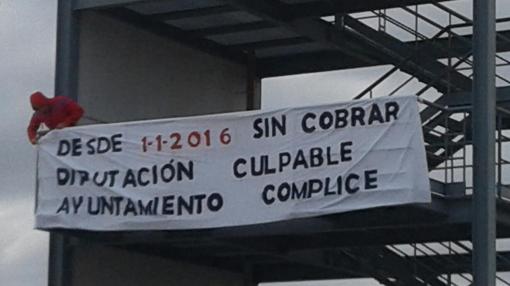 DESDE 1-1-2016 SIN COBRAR
DIPUTACIÓN CULPABLE
AYUNTAMIENTO COMPLICE